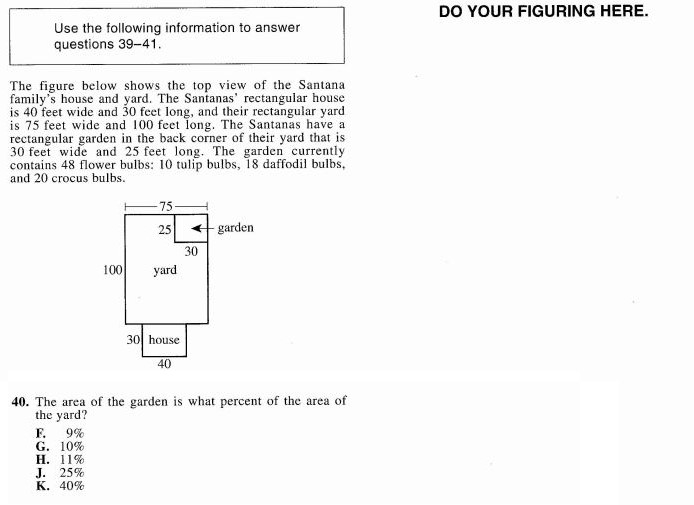 DO YOUR FIGURING HERE.
Use the following information to answer
questions 39–41.
The figure below shows the top view of the Santana
family's house and yard. The Santanas' rectangular house
is 40 feet wide and 30 feet long, and their rectangular yard
is 75 feet wide and 100 feet long. The Santanas have a
rectangular garden in the back corner of their yard that is
30 feet wide and 25 feet long. The garden currently
contains 48 flower bulbs: 10 tulip bulbs, 18 daffodil bulbs,
and 20 crocus bulbs.
75
25
garden
30
100
yard
30
house
40
40. The area of the garden is what percent of the area of
the yard?
F. 9%
G. 10%
H. 11%
J. 25%
K. 40%